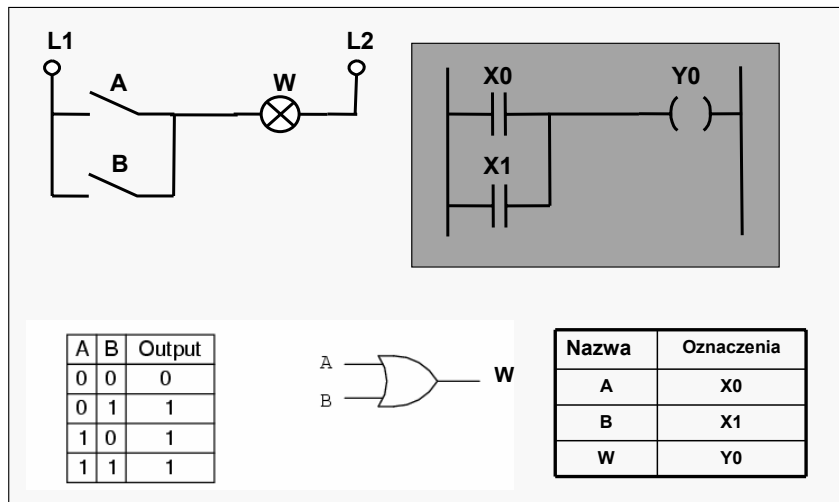 L1
L2
A
W
B
X0
Y0
X1
A B Output
0 0 0
0 1 1
1 0 1
1 1 1
A
B
W
Nazwa Oznaczenia
A X0
B X1
W Y0